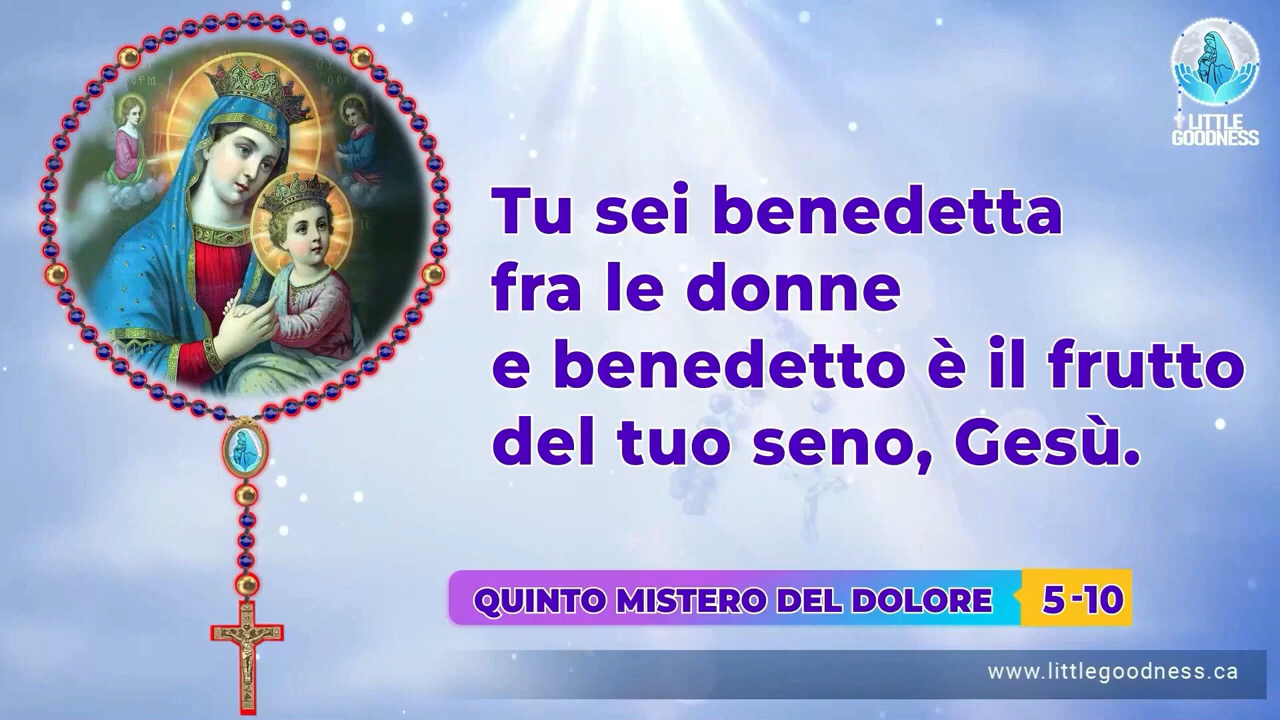 LITTLE
GOODNESS
Tu sei benedetta
fra le donne
e benedetto è il frutto
del tuo seno, Gesù.
QUINTO MISTERO DEL DOLORE 5-10
www.littlegoodness.ca